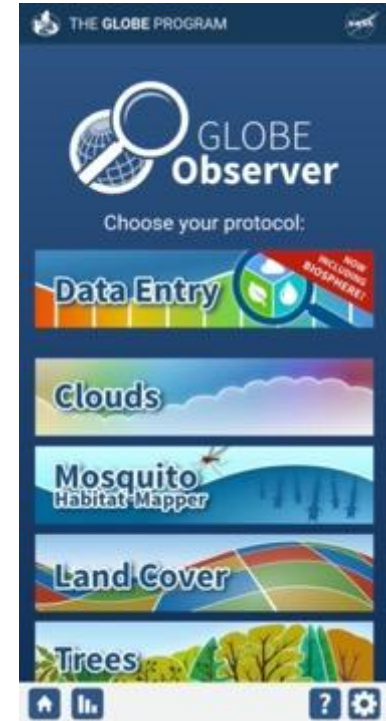 THE GLOBE PROGRAM
NASA
GLOBE
Observer
Choose your protocol:
Data Entry
NOW
INCLUDING
BIOSPHERE!
Clouds
Mosquito
Habitat Mapper
Land Cover
Trees
?